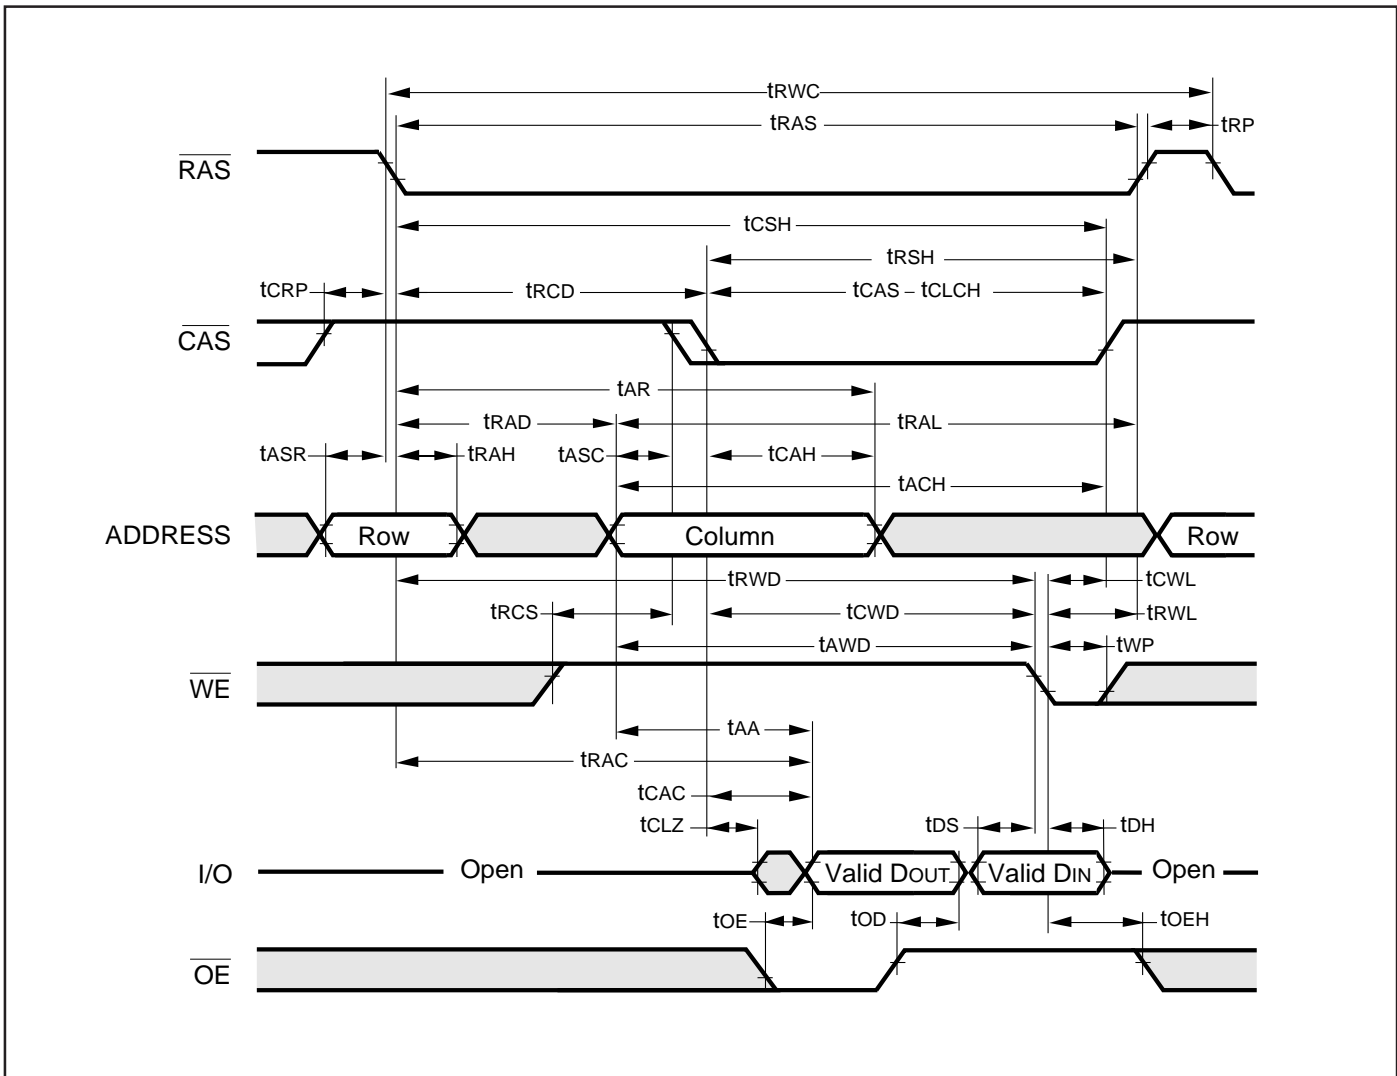 tRWC
tRAS
tRP
RAS
tCSH
tRSH
tCRP
tRCD
tCAS – tCLCH
CAS
tAR
tRAD
tRAL
tASR
tRAH
tASC
tCAH
tACH
ADDRESS
Row
Column
Row
tRWD
tCWL
tRCS
tCWD
tRWL
tAWD
tWP
WE
tAA
tRAC
tCAC
tCLZ
tDS
tDH
I/O
Open
Valid DOUT
Valid DIN
Open
tOE
tOD
tOEH
OE